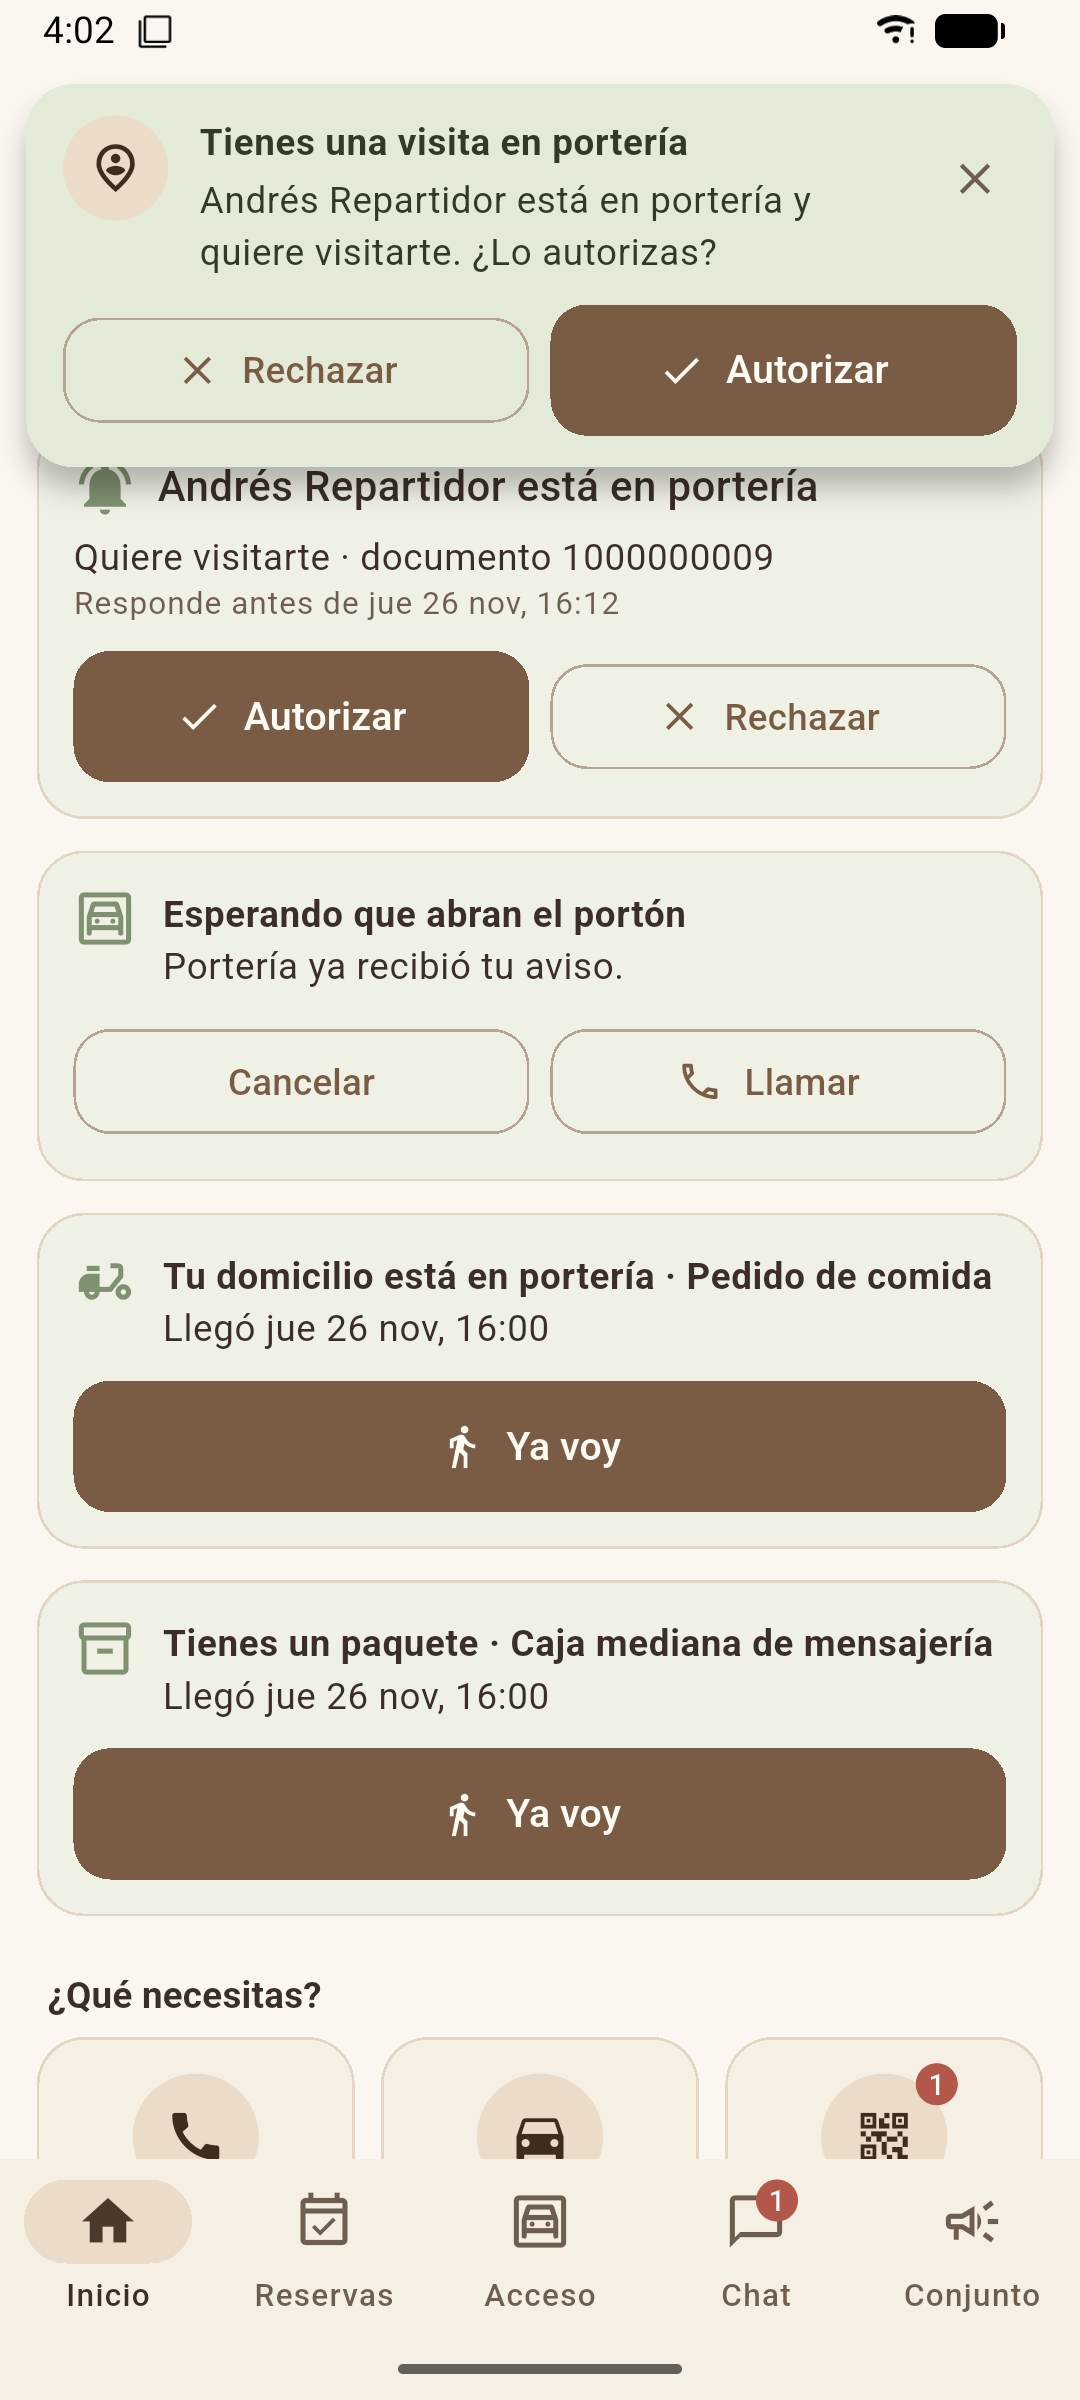 4:02
Tienes una visita en portería
Andrés Repartidor está en portería y
quiere visitarte. ¿Lo autorizas?
Rechazar
Autorizar
Andrés Repartidor está en portería
Quiere visitarte · documento 1000000009
Responde antes de jue 26 nov, 16:12
Autorizar
Rechazar
Esperando que abran el portón
Portería ya recibió tu aviso.
Cancelar
Llamar
Tu domicilio está en portería · Pedido de comida
Llegó jue 26 nov, 16:00
Ya voy
Tienes un paquete · Caja mediana de mensajería
Llegó jue 26 nov, 16:00
Ya voy
¿Qué necesitas?
1
1
Inicio
Reservas
Acceso
Chat
Conjunto